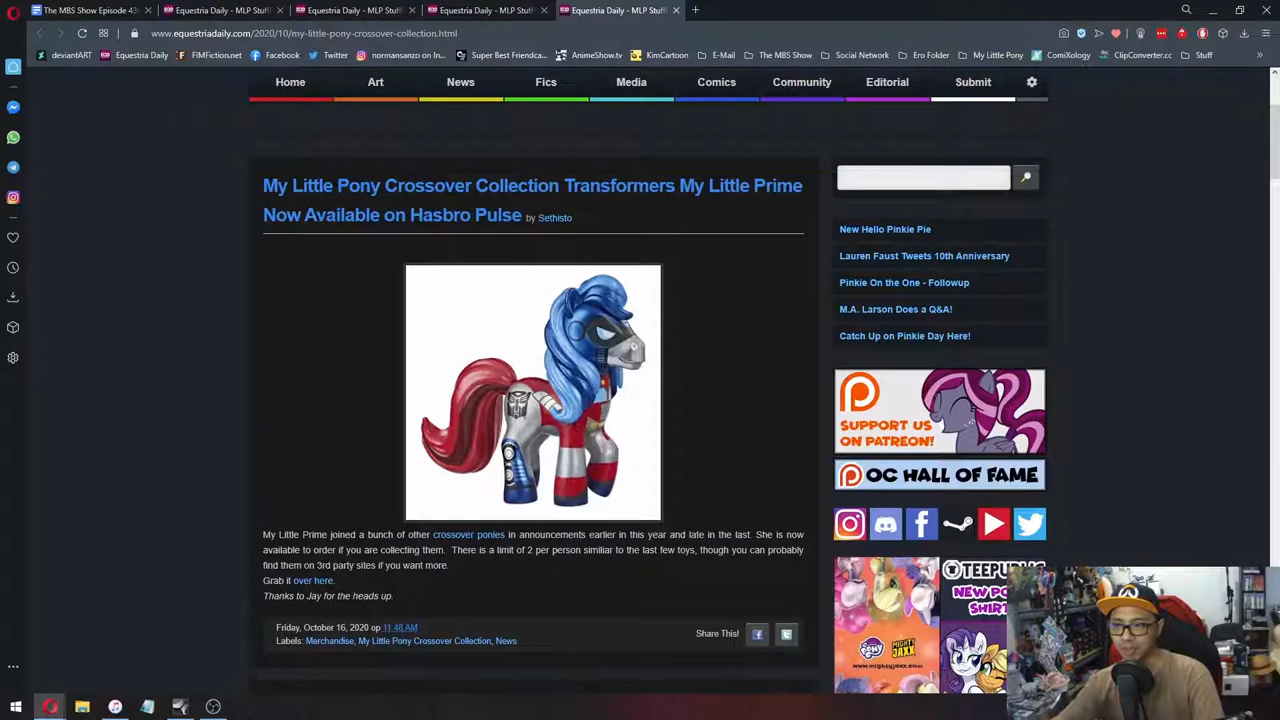 The MBS Show Episode 43
Equestria Daily - MLP Stuff
Equestria Daily - MLP Stuff
Equestria Daily - MLP Stuff
Equestria Daily - MLP Stuff
www.equestriadaily.com/2020/10/my-little-pony-crossover-collection.html
deviantART
Equestria Daily
FIMFiction.net
Facebook
Twitter
normansanzo on In...
Super Best Friendca...
AnimeShow.tv
KimCartoon
E-Mail
The MBS Show
Social Network
Ero Folder
My Little Pony
ComiXology
ClipConverter.cc
Stuff
Home
Art
News
Fics
Media
Comics
Community
Editorial
Submit
My Little Pony Crossover Collection Transformers My Little Prime
Now Available on Hasbro Pulse by Sethisto
My Little Prime joined a bunch of other crossover ponies in announcements earlier in this year and late in the last. She is now
available to order if you are collecting them. There is a limit of 2 per person similiar to the last few toys, though you can probably
find them on 3rd party sites if you want more.
Grab it over here.
Thanks to Jay for the heads up.
Friday, October 16, 2020 op 11:48 AM
Labels: Merchandise, My Little Pony Crossover Collection, News
Share This!
New Hello Pinkie Pie
Lauren Faust Tweets 10th Anniversary
Pinkie On the One - Followup
M.A. Larson Does a Q&A!
Catch Up on Pinkie Day Here!
SUPPORT US
ON PATREON!
OC HALL OF FAME
MIGHTY
JAXX
www.mightyjaxx.com
TEEPUBLIC
NEW PO
SHIRT